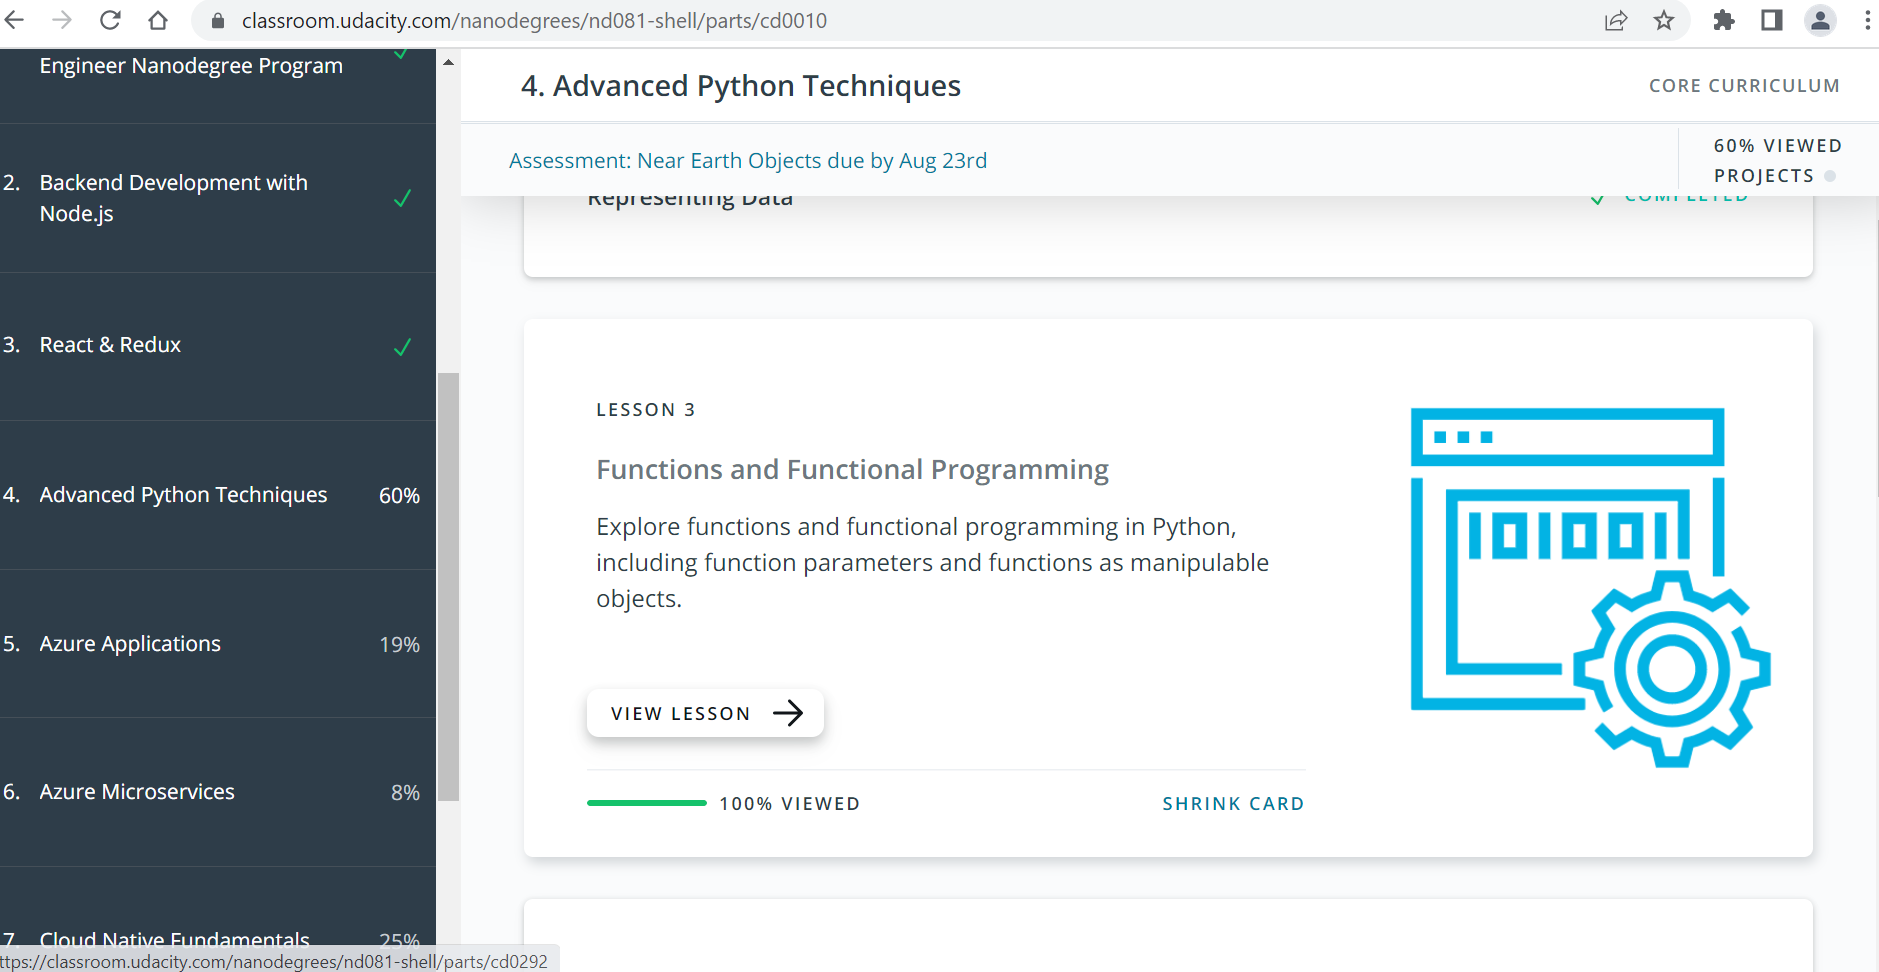 classroom.udacity.com/nanodegrees/nd081-shell/parts/cd0010
Engineer Nanodegree Program
2. Backend Development with
Node.js
3. React & Redux
4. Advanced Python Techniques 60%
5. Azure Applications 19%
6. Azure Microservices 8%
7. Cloud Native Fundamentals 25%
ttps://classroom.udacity.com/nanodegrees/nd081-shell/parts/cd0292
4. Advanced Python Techniques
CORE CURRICULUM
Assessment: Near Earth Objects due by Aug 23rd
60% VIEWED
PROJECTS
Representing Data
COMPLETED
LESSON 3
Functions and Functional Programming
Explore functions and functional programming in Python,
including function parameters and functions as manipulable
objects.
VIEW LESSON
100% VIEWED
SHRINK CARD
101001